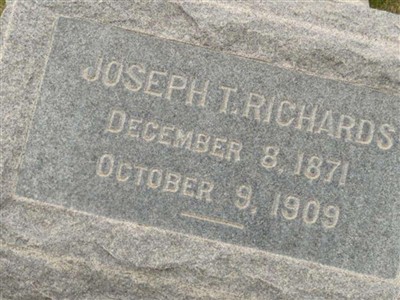 JOSEPH T. RICHARDS
DECEMBER 8, 1871
OCTOBER 9, 1909